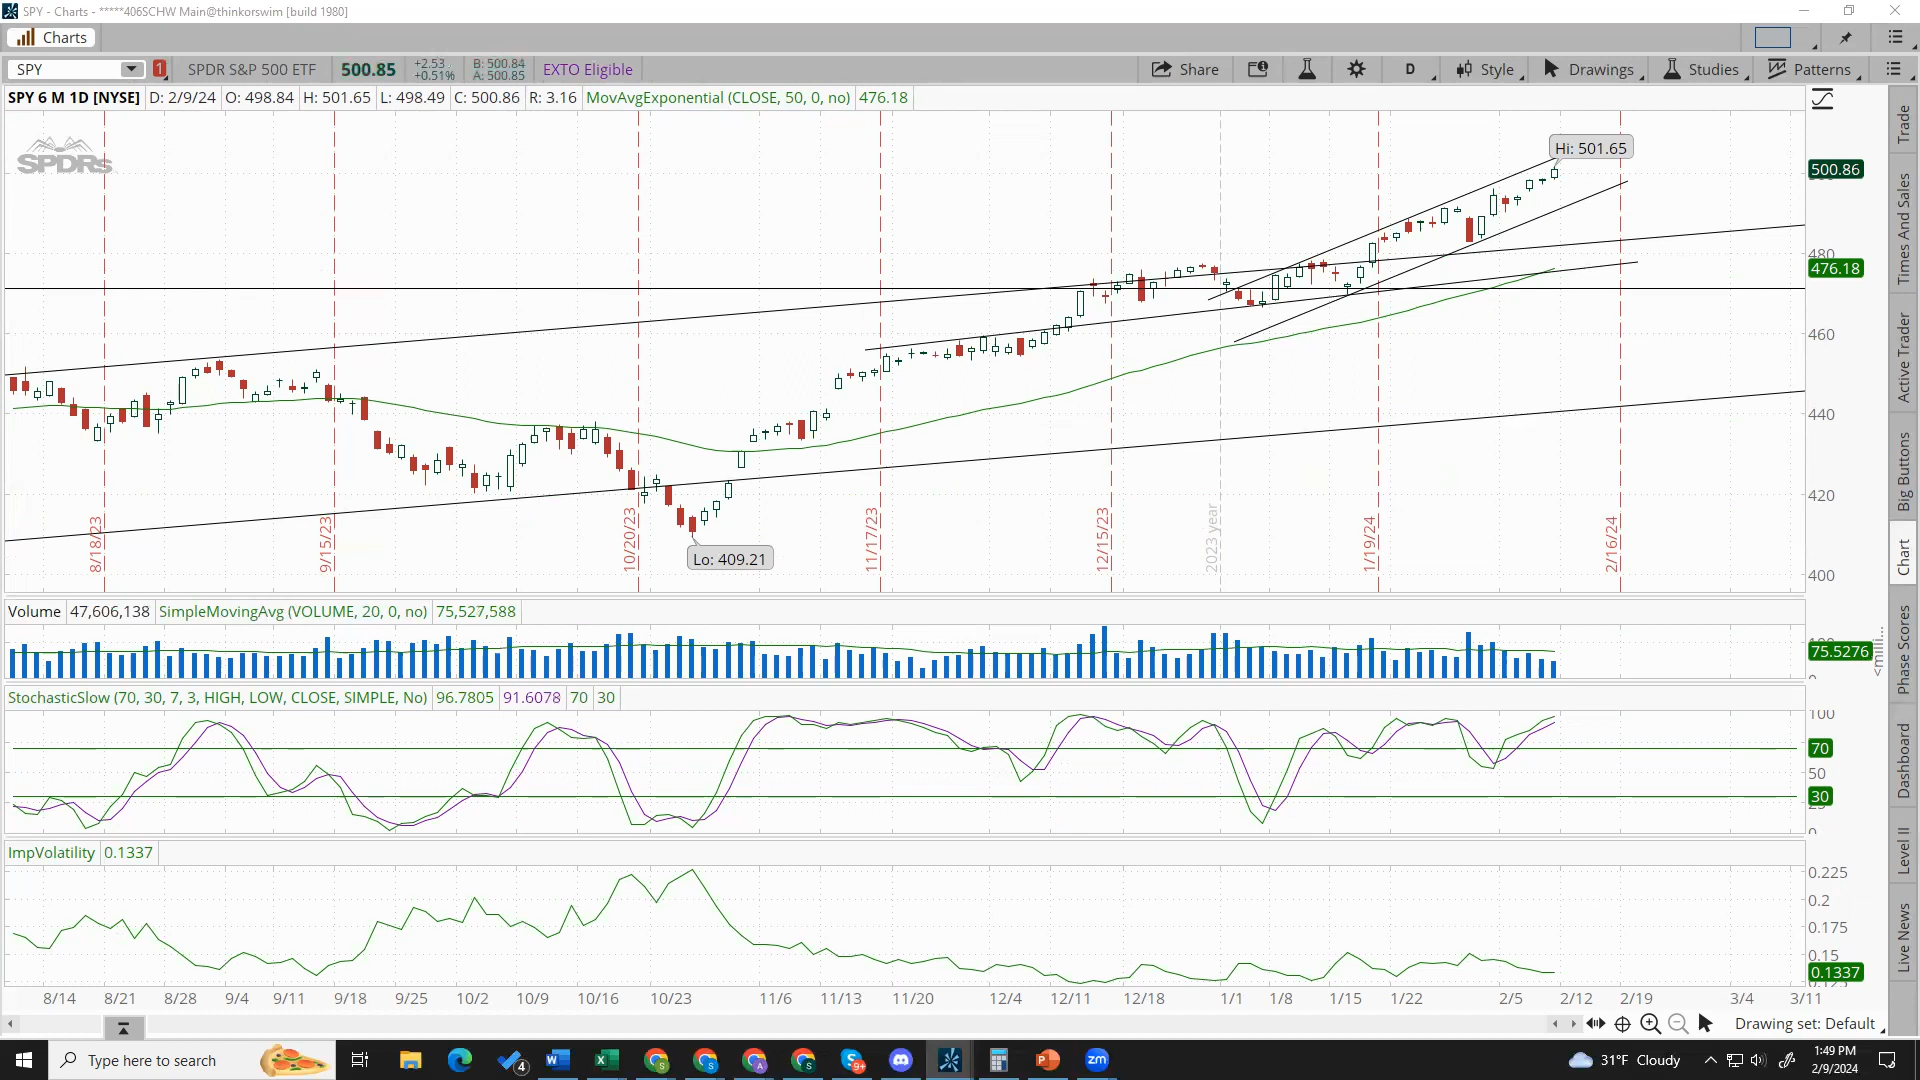 SPY - Charts - *****406SCHW Main@thinkorswim [build 1980]
Charts
SPY 1 SPDR S&P 500 ETF 500.85 +2.53 +0.51% B: 500.84 A: 500.85 EXTO Eligible Share D Style Drawings Studies Patterns
SPY 6 M 1D [NYSE] D: 2/9/24 O: 498.84 H: 501.65 L: 498.49 C: 500.86 R: 3.16 MovAvgExponential (CLOSE, 50, 0, no) 476.18
SPDRs
Hi: 501.65
500.86
480
476.18
460
440
420
400
Lo: 409.21
8/18/23 9/15/23 10/20/23 11/17/23 12/15/23 2023 year 1/19/24 2/16/24
Volume 47,606,138 SimpleMovingAvg (VOLUME, 20, 0, no) 75,527,588
75.5276
<mill...
StochasticSlow (70, 30, 7, 3, HIGH, LOW, CLOSE, SIMPLE, No) 96.7805 91.6078 70 30
100
70
50
30
0
ImpVolatility 0.1337
0.225
0.2
0.175
0.15
0.1337
8/14 8/21 8/28 9/4 9/11 9/18 9/25 10/2 10/9 10/16 10/23 11/6 11/13 11/20 12/4 12/11 12/18 1/1 1/8 1/15 1/22 2/5 2/12 2/19 3/4 3/11
Drawing set: Default
Trade
Times And Sales
Active Trader
Big Buttons
Chart
Phase Scores
Dashboard
Level II
Live News
Type here to search
4
9+
31°F Cloudy
1:49 PM
2/9/2024